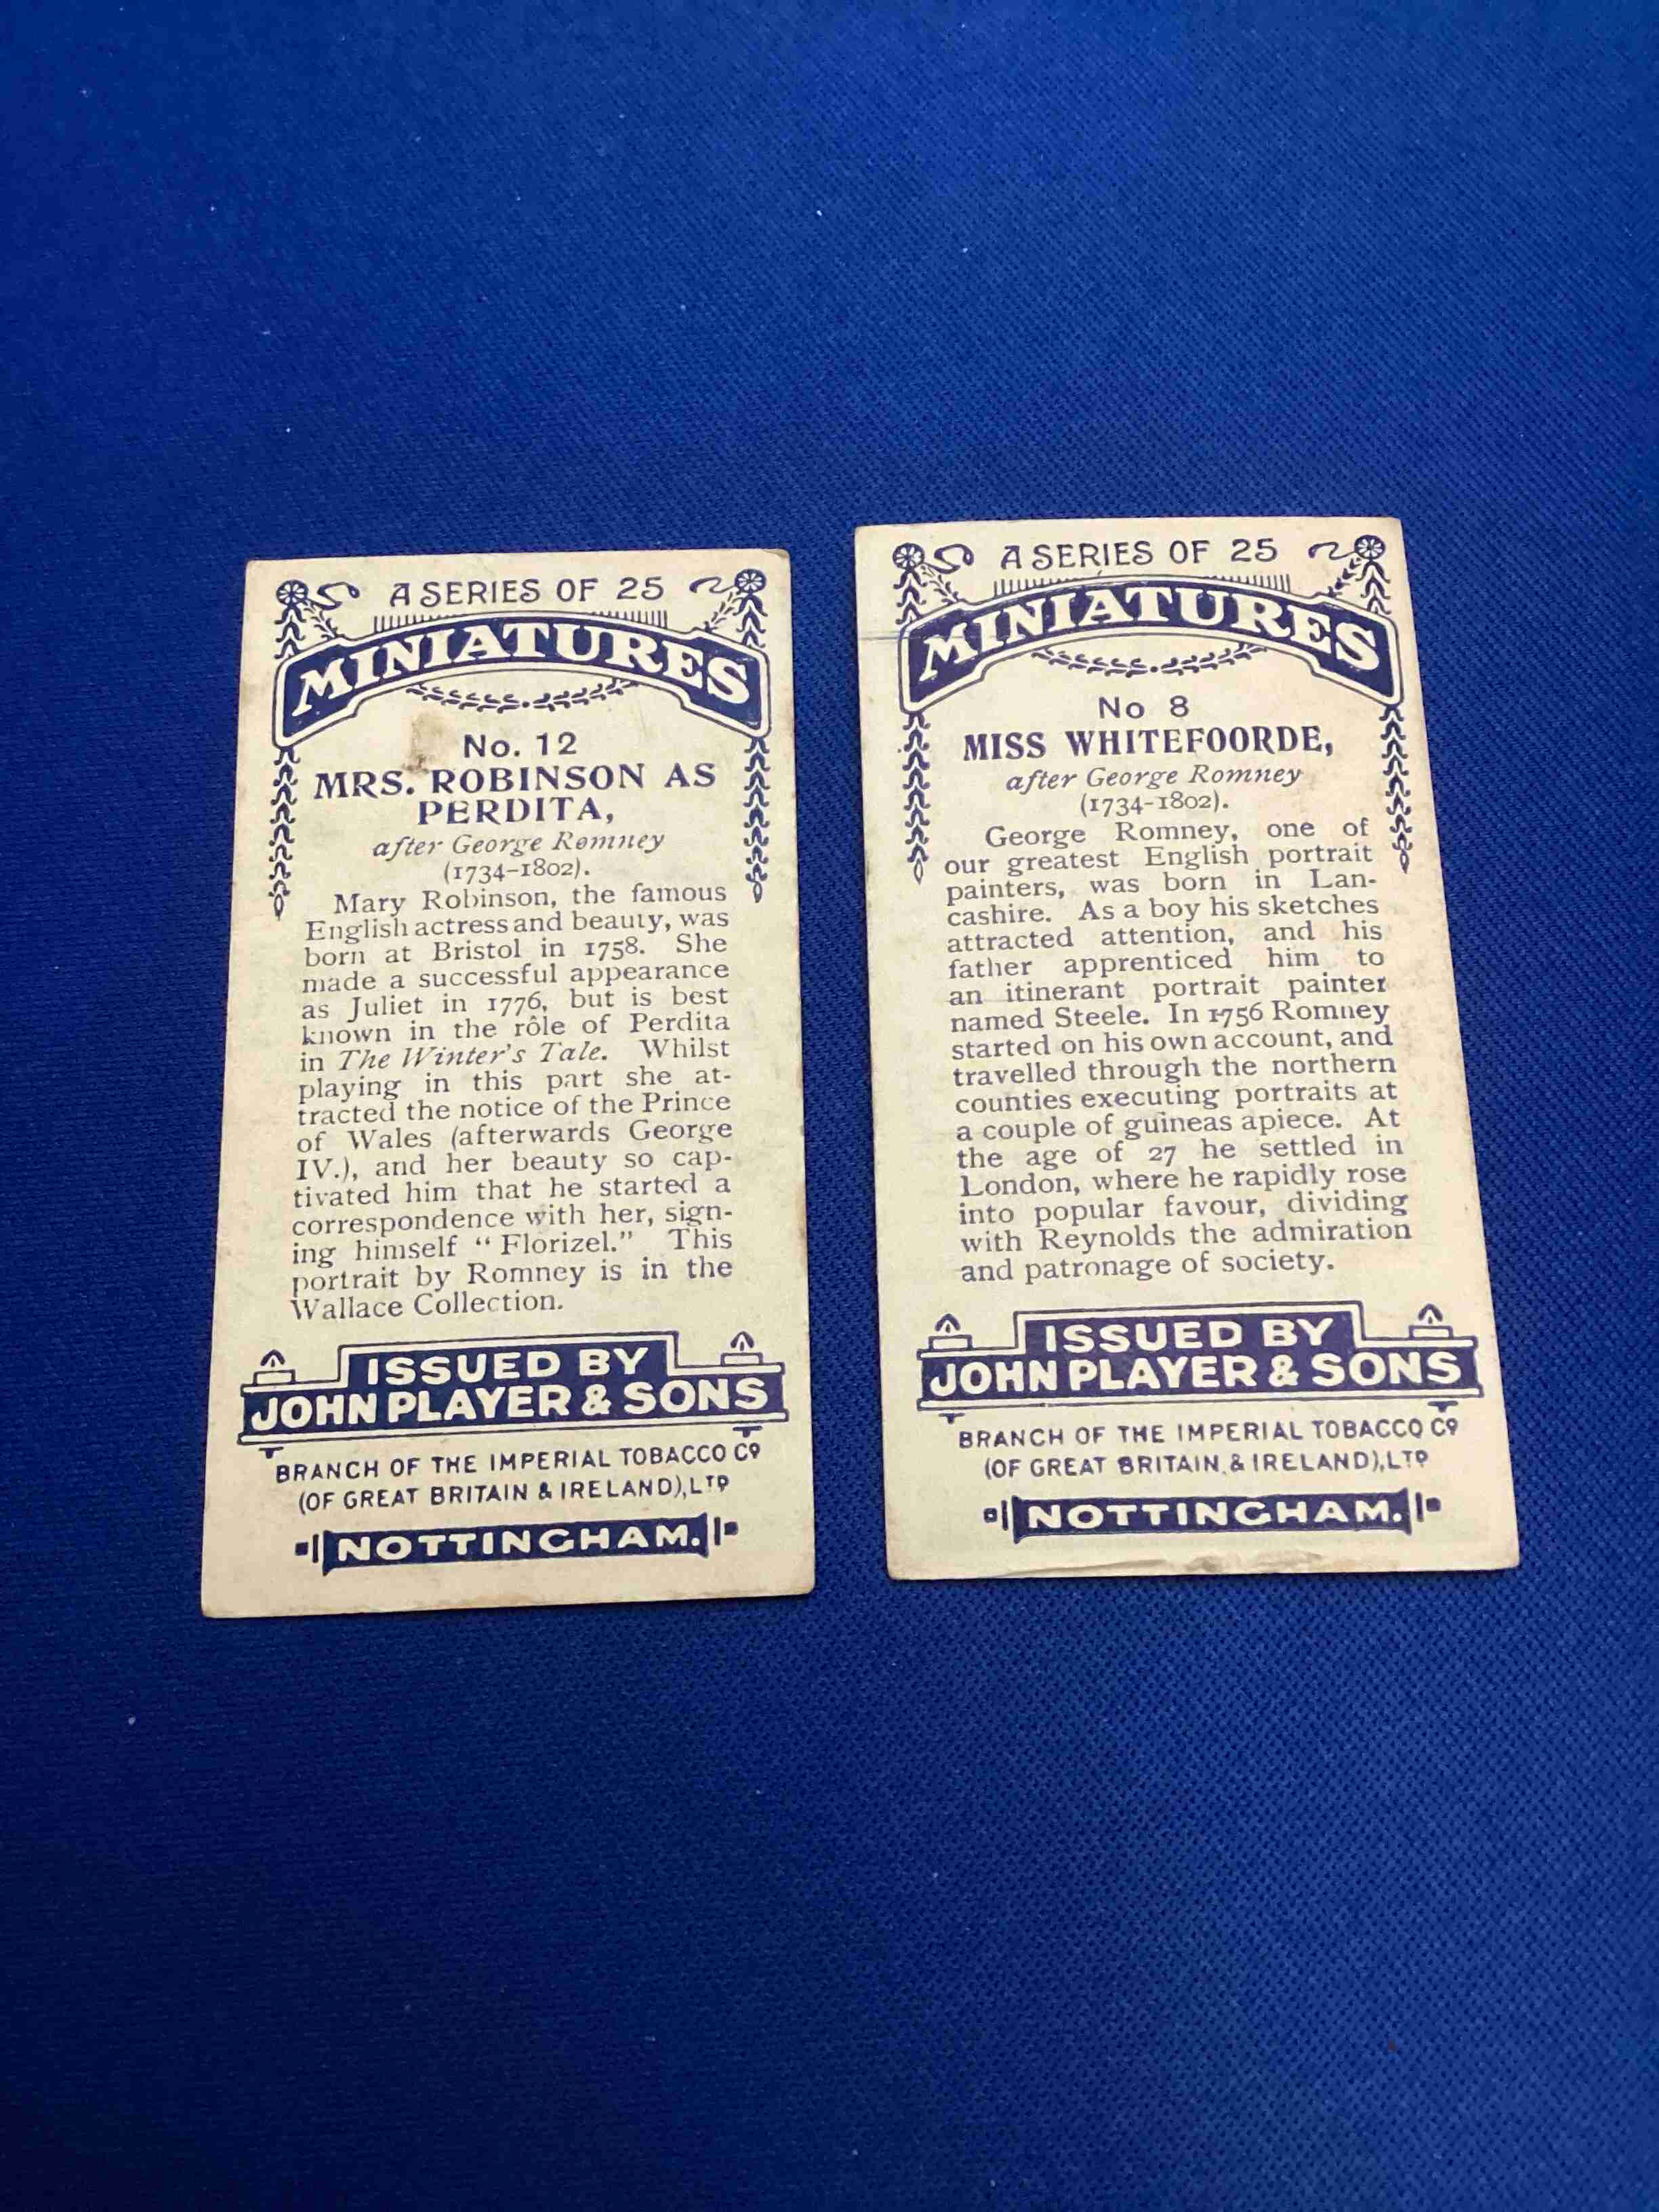 A SERIES OF 25
MINIATURES
No. 12
MRS. ROBINSON AS
PERDITA,
after George Romney
(1734-1802).
Mary Robinson, the famous
English actress and beauty, was
born at Bristol in 1758. She
made a successful appearance
as Juliet in 1776, but is best
known in the rôle of Perdita
in The Winter's Tale. Whilst
playing in this part she at-
tracted the notice of the Prince
of Wales (afterwards George
IV.), and her beauty so cap-
tivated him that he started a
correspondence with her, sign-
ing himself “Florizel.” This
portrait by Romney is in the
Wallace Collection.
ISSUED BY
JOHN PLAYER & SONS
BRANCH OF THE IMPERIAL TOBACCO CO
(OF GREAT BRITAIN & IRELAND), LTD
NOTTINGHAM.
A SERIES OF 25
MINIATURES
No 8
MISS WHITEFOORDE,
after George Romney
(1734-1802).
George Romney, one of
our greatest English portrait
painters, was born in Lan-
cashire. As a boy his sketches
attracted attention, and his
father apprenticed him to
an itinerant portrait painter
named Steele. In 1756 Romney
started on his own account, and
travelled through the northern
counties executing portraits at
a couple of guineas apiece. At
the age of 27 he settled in
London, where he rapidly rose
into popular favour, dividing
with Reynolds the admiration
and patronage of society.
ISSUED BY
JOHN PLAYER & SONS
BRANCH OF THE IMPERIAL TOBACCO CO
(OF GREAT BRITAIN & IRELAND), LTD
NOTTINGHAM.